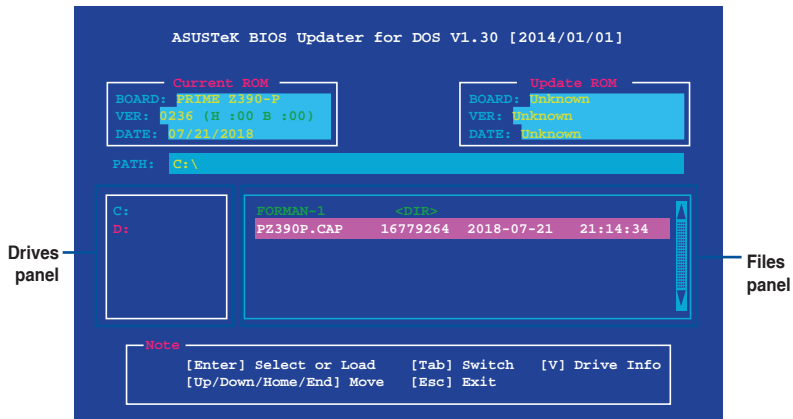 ASUSTeK BIOS Updater for DOS V1.30 [2014/01/01]
Current ROM
BOARD: PRIME Z390-P
VER: 0236 (H :00 B :00)
DATE: 07/21/2018
Update ROM
BOARD: Unknown
VER: Unknown
DATE: Unknown
PATH: C:\
C:
D:
FORMAN~1 <DIR>
PZ390P.CAP 16779264 2018-07-21 21:14:34
Drives panel
Files panel
Note
[Enter] Select or Load [Tab] Switch [V] Drive Info
[Up/Down/Home/End] Move [Esc] Exit